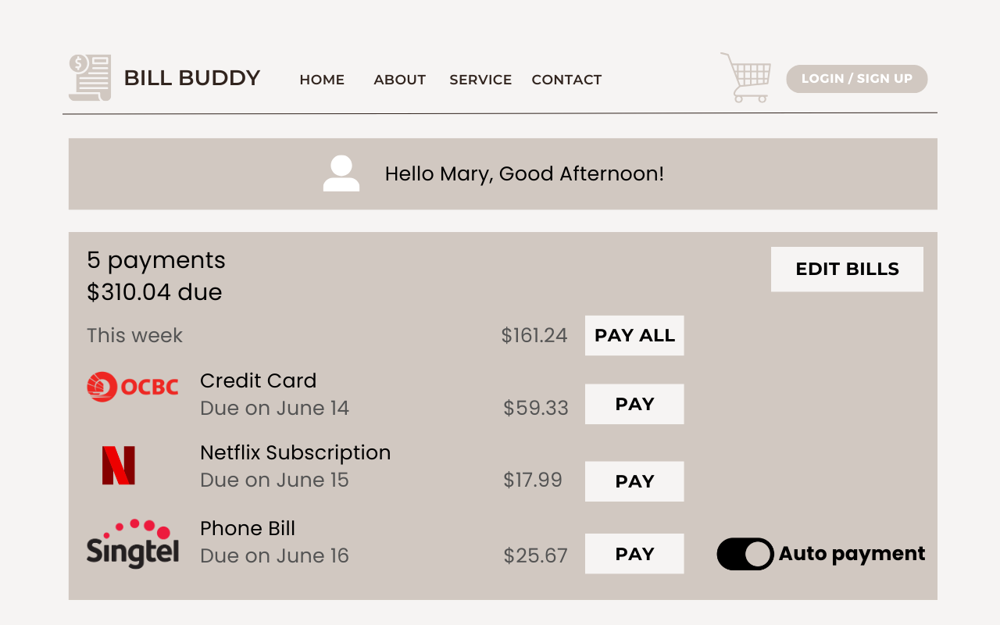 $
BILL BUDDY
HOME ABOUT SERVICE CONTACT
LOGIN / SIGN UP
Hello Mary, Good Afternoon!
5 payments
$310.04 due
EDIT BILLS
This week $161.24 PAY ALL
OCBC Credit Card
Due on June 14 $59.33 PAY
N Netflix Subscription
Due on June 15 $17.99 PAY
Singtel Phone Bill
Due on June 16 $25.67 PAY Auto payment